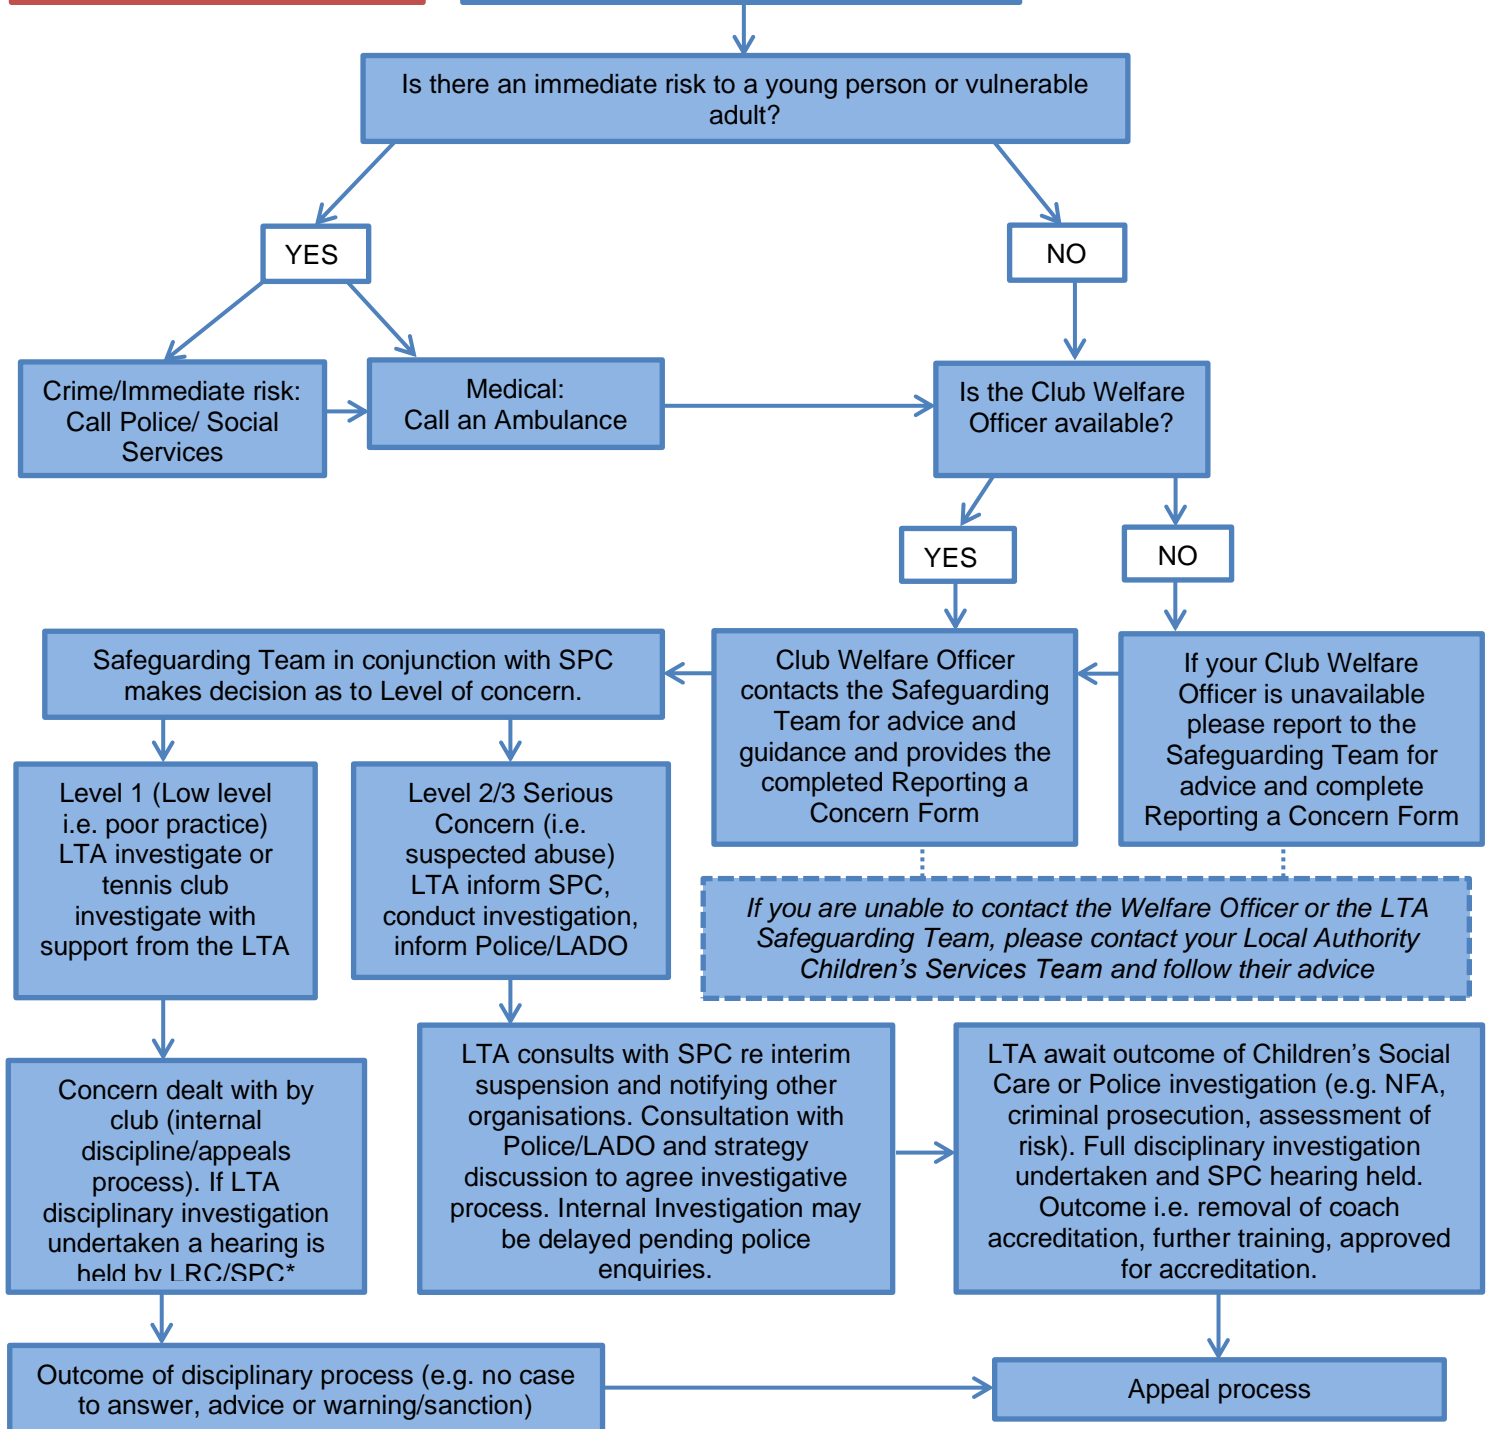 Is there an immediate risk to a young person or vulnerable
adult?
YES
NO
Crime/Immediate risk:
Call Police/ Social
Services
Medical:
Call an Ambulance
Is the Club Welfare
Officer available?
YES
NO
Safeguarding Team in conjunction with SPC
makes decision as to Level of concern.
Club Welfare Officer
contacts the Safeguarding
Team for advice and
guidance and provides the
completed Reporting a
Concern Form
If your Club Welfare
Officer is unavailable
please report to the
Safeguarding Team for
advice and complete
Reporting a Concern Form
Level 1 (Low level
i.e. poor practice)
LTA investigate or
tennis club
investigate with
support from the LTA
Level 2/3 Serious
Concern (i.e.
suspected abuse)
LTA inform SPC,
conduct investigation,
inform Police/LADO
If you are unable to contact the Welfare Officer or the LTA
Safeguarding Team, please contact your Local Authority
Children’s Services Team and follow their advice
Concern dealt with by
club (internal
discipline/appeals
process). If LTA
disciplinary investigation
undertaken a hearing is
held by LRC/SPC*
LTA consults with SPC re interim
suspension and notifying other
organisations. Consultation with
Police/LADO and strategy
discussion to agree investigative
process. Internal Investigation may
be delayed pending police
enquiries.
LTA await outcome of Children’s Social
Care or Police investigation (e.g. NFA,
criminal prosecution, assessment of
risk). Full disciplinary investigation
undertaken and SPC hearing held.
Outcome i.e. removal of coach
accreditation, further training, approved
for accreditation.
Outcome of disciplinary process (e.g. no case
to answer, advice or warning/sanction)
Appeal process